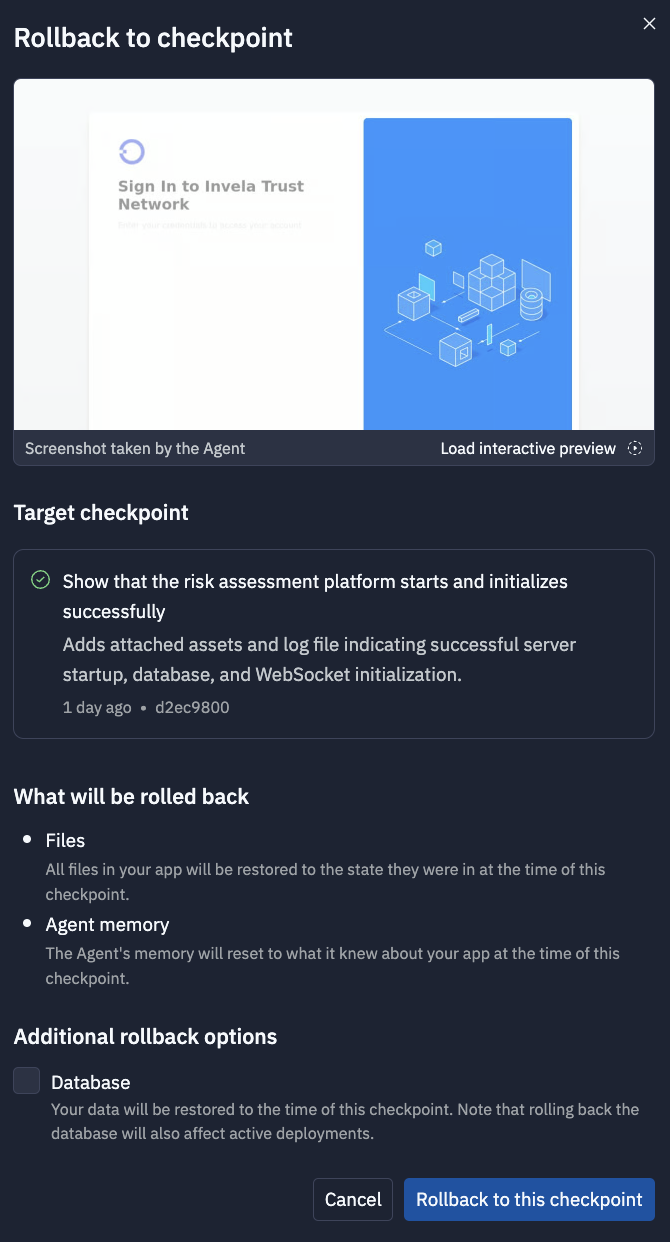 Rollback to checkpoint
Sign In to Invela Trust
Network
Screenshot taken by the Agent
Load interactive preview
Target checkpoint
Show that the risk assessment platform starts and initializes
successfully
Adds attached assets and log file indicating successful server
startup, database, and WebSocket initialization.
1 day ago • d2ec9800
What will be rolled back
• Files
All files in your app will be restored to the state they were in at the time of this
checkpoint.
• Agent memory
The Agent's memory will reset to what it knew about your app at the time of this
checkpoint.
Additional rollback options
Database
Your data will be restored to the time of this checkpoint. Note that rolling back the
database will also affect active deployments.
Cancel
Rollback to this checkpoint